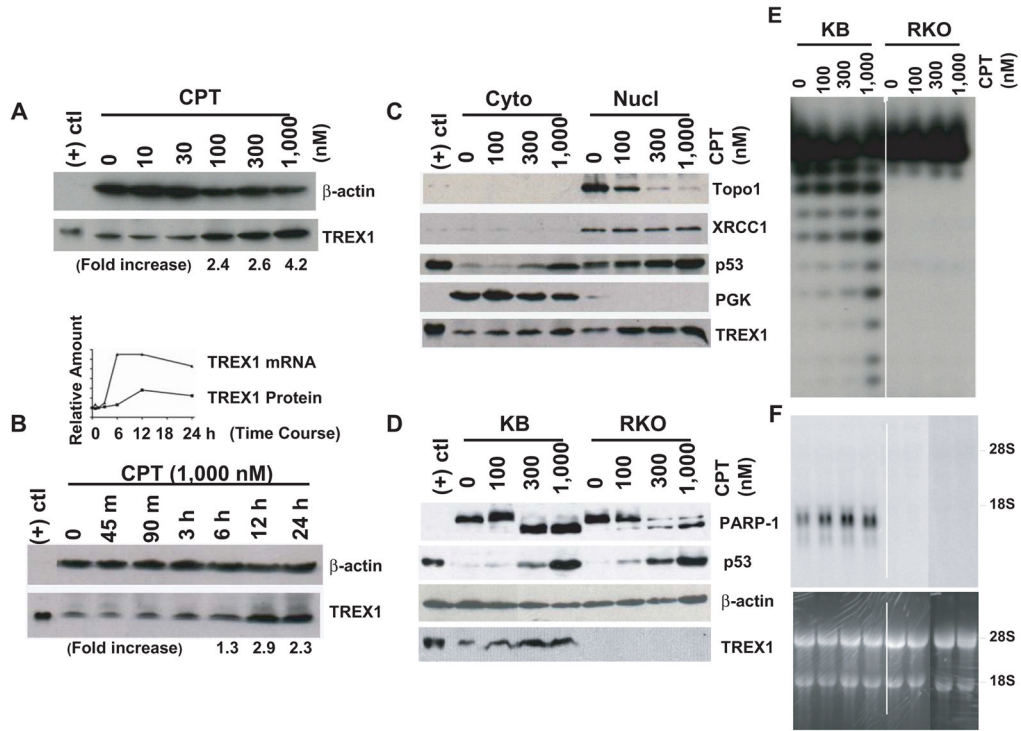 A
CPT
(+) ctl
0
10
30
100
300
1,000
(nM)
β-actin
TREX1
(Fold increase) 2.4 2.6 4.2
Relative Amount
TREX1 mRNA
TREX1 Protein
0 6 12 18 24 h (Time Course)
B
CPT (1,000 nM)
(+) ctl
0
45 m
90 m
3 h
6 h
12 h
24 h
β-actin
TREX1
(Fold increase) 1.3 2.9 2.3
C
Cyto Nucl
(+) ctl
0
100
300
1,000
0
100
300
1,000
CPT
(nM)
Topo1
XRCC1
p53
PGK
TREX1
D
KB RKO
(+) ctl
0
100
300
1,000
0
100
300
1,000
CPT
(nM)
PARP-1
p53
β-actin
TREX1
E
KB RKO
0
100
300
1,000
0
100
300
1,000
CPT
(nM)
F
28S
18S
28S
18S